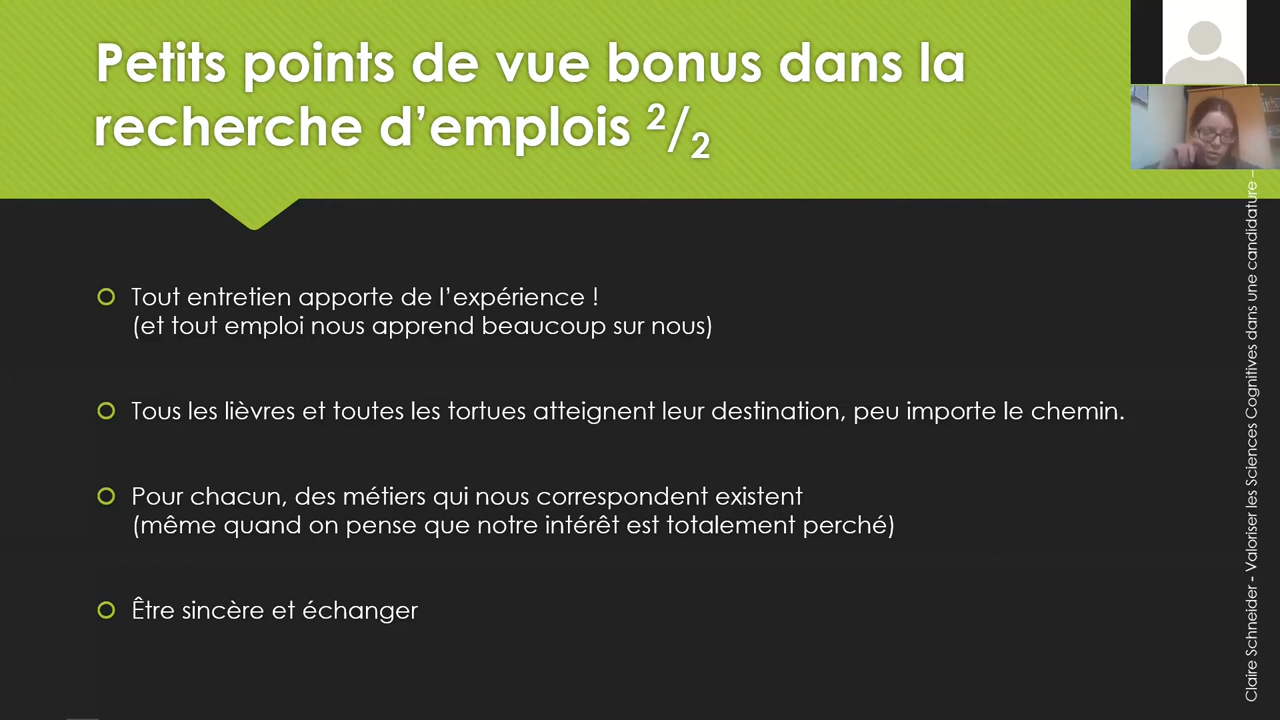 Petits points de vue bonus dans la
recherche d’emplois 2/2
Tout entretien apporte de l’expérience !
(et tout emploi nous apprend beaucoup sur nous)
Tous les lièvres et toutes les tortues atteignent leur destination, peu importe le chemin.
Pour chacun, des métiers qui nous correspondent existent
(même quand on pense que notre intérêt est totalement perché)
Être sincère et échanger
Claire Schneider - Valoriser les Sciences Cognitives dans une candidature –